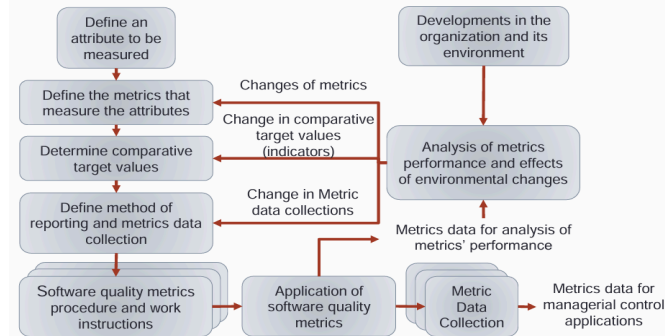 Define an
attribute to be
measured
Developments in the
organization and its
environment
Define the metrics that
measure the attributes
Changes of metrics
Determine comparative
target values
Change in comparative
target values
(indicators)
Analysis of metrics
performance and effects
of environmental changes
Define method of
reporting and metrics data
collection
Change in Metric
data collections
Metrics data for analysis of
metrics' performance
Software quality metrics
procedure and work
instructions
Application of
software quality
metrics
Metric
Data
Collection
Metrics data for
managerial control
applications